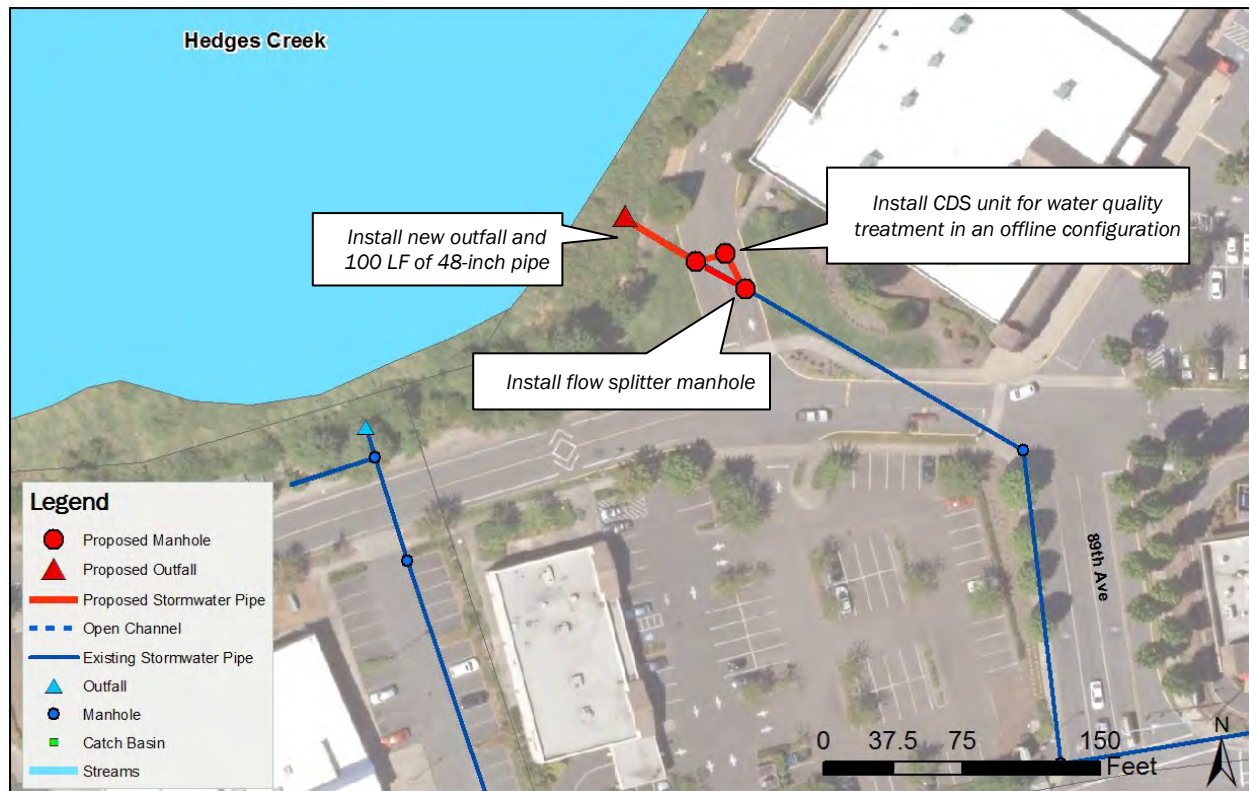 Hedges Creek
Install new outfall and
100 LF of 48-inch pipe
Install CDS unit for water quality
treatment in an offline configuration
Install flow splitter manhole
89th Ave
Legend
Proposed Manhole
Proposed Outfall
Proposed Stormwater Pipe
Open Channel
Existing Stormwater Pipe
Outfall
Manhole
Catch Basin
Streams
0 37.5 75 150
Feet
N